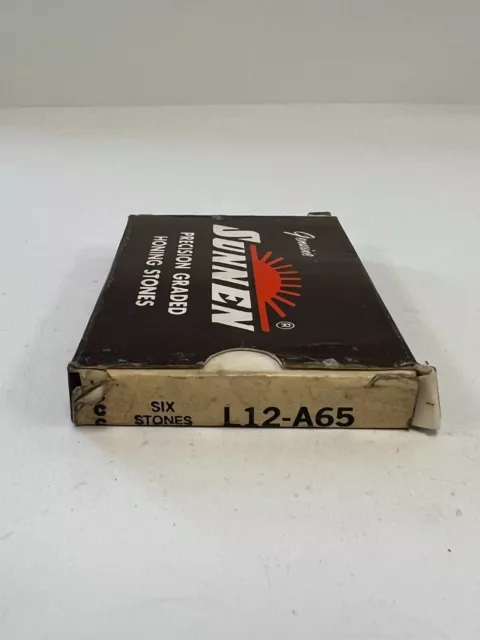 Genuine
SUNNEN®
PRECISION GRADED
HONING STONES
SIX
STONES
L12-A65